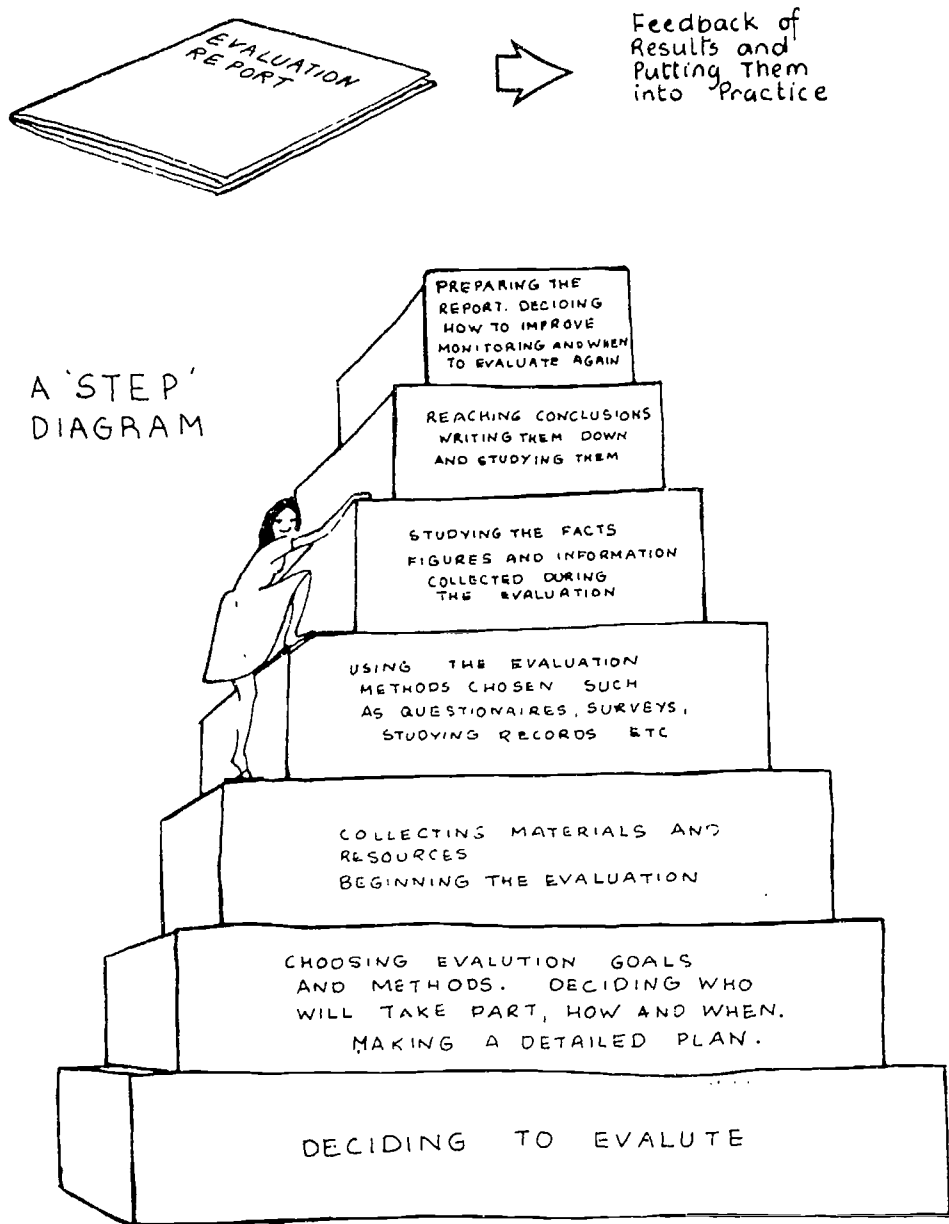 EVALUATION
REPORT
Feedback of
Results and
Putting Them
into Practice
A 'STEP'
DIAGRAM
PREPARING THE
REPORT. DECIDING
HOW TO IMPROVE
MONITORING AND WHEN
TO EVALUATE AGAIN
REACHING CONCLUSIONS
WRITING THEM DOWN
AND STUDYING THEM
STUDYING THE FACTS
FIGURES AND INFORMATION
COLLECTED DURING
THE EVALUATION
USING THE EVALUATION
METHODS CHOSEN SUCH
AS QUESTIONAIRES, SURVEYS,
STUDYING RECORDS ETC
COLLECTING MATERIALS AND
RESOURCES
BEGINNING THE EVALUATION
CHOOSING EVALUTION GOALS
AND METHODS. DECIDING WHO
WILL TAKE PART, HOW AND WHEN.
MAKING A DETAILED PLAN.
DECIDING TO EVALUTE